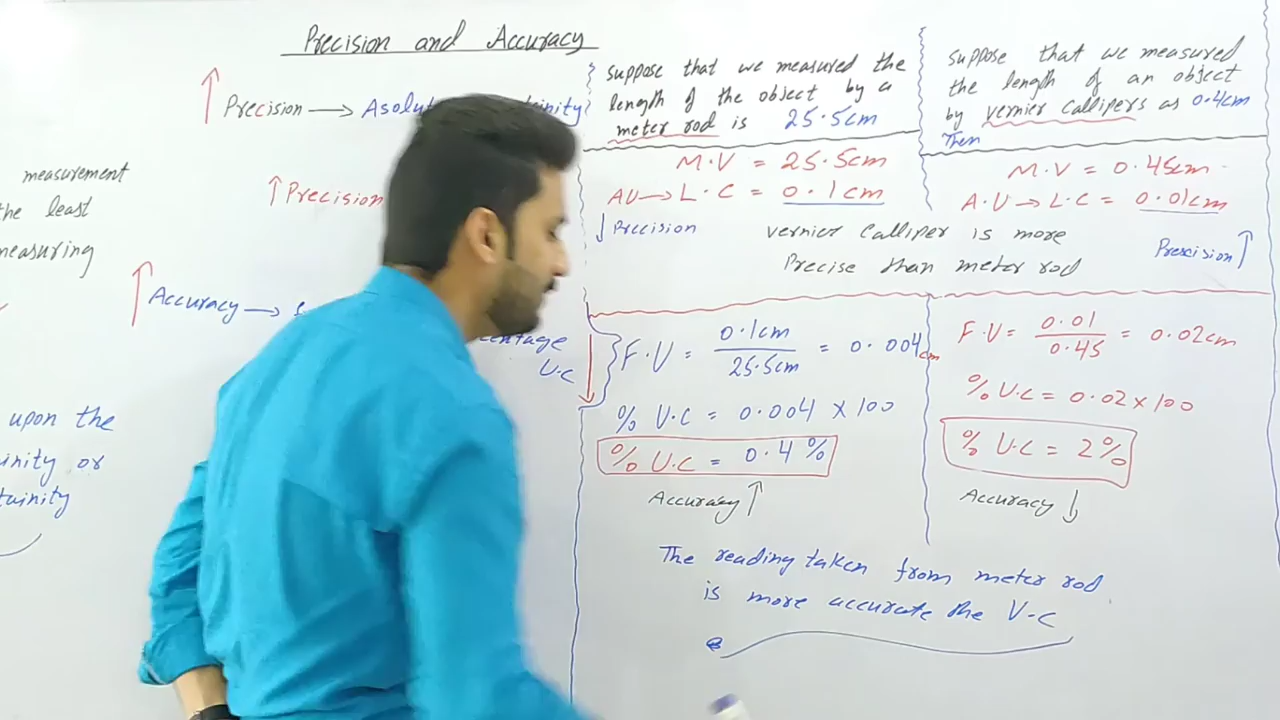 Precision and Accuracy
Precision → Asolut
measurement
the least
measuring
↑ Precision
↑ Accuracy →
upon the
or
U.C
suppose that we measured the
length of the object by a
meter rod is 25.5cm
M.V = 25.5cm
AU → L.C = 0.1cm
↓ Precision
suppose that we measured
the length of an object
by vernier Callipers as 0.4cm
Then
M.V = 0.45cm
A.U → L.C = 0.01cm
Prescision ↑
vernier Calliper is more
Precise than meter rod
F.U = 0.1cm / 25.5cm = 0.004cm
% U.C = 0.004 × 100
% U.C = 0.4 %
Accuracy ↑
F.U = 0.01 / 0.45 = 0.02cm
% U.C = 0.02 × 100
% U.C = 2%
Accuracy ↓
The reading taken from meter rod
is more accurate the V-C